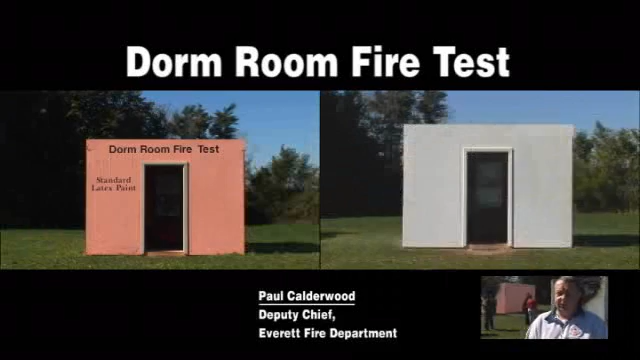 Dorm Room Fire Test
Dorm Room Fire Test
Standard
Latex Paint
Paul Calderwood
Deputy Chief,
Everett Fire Department